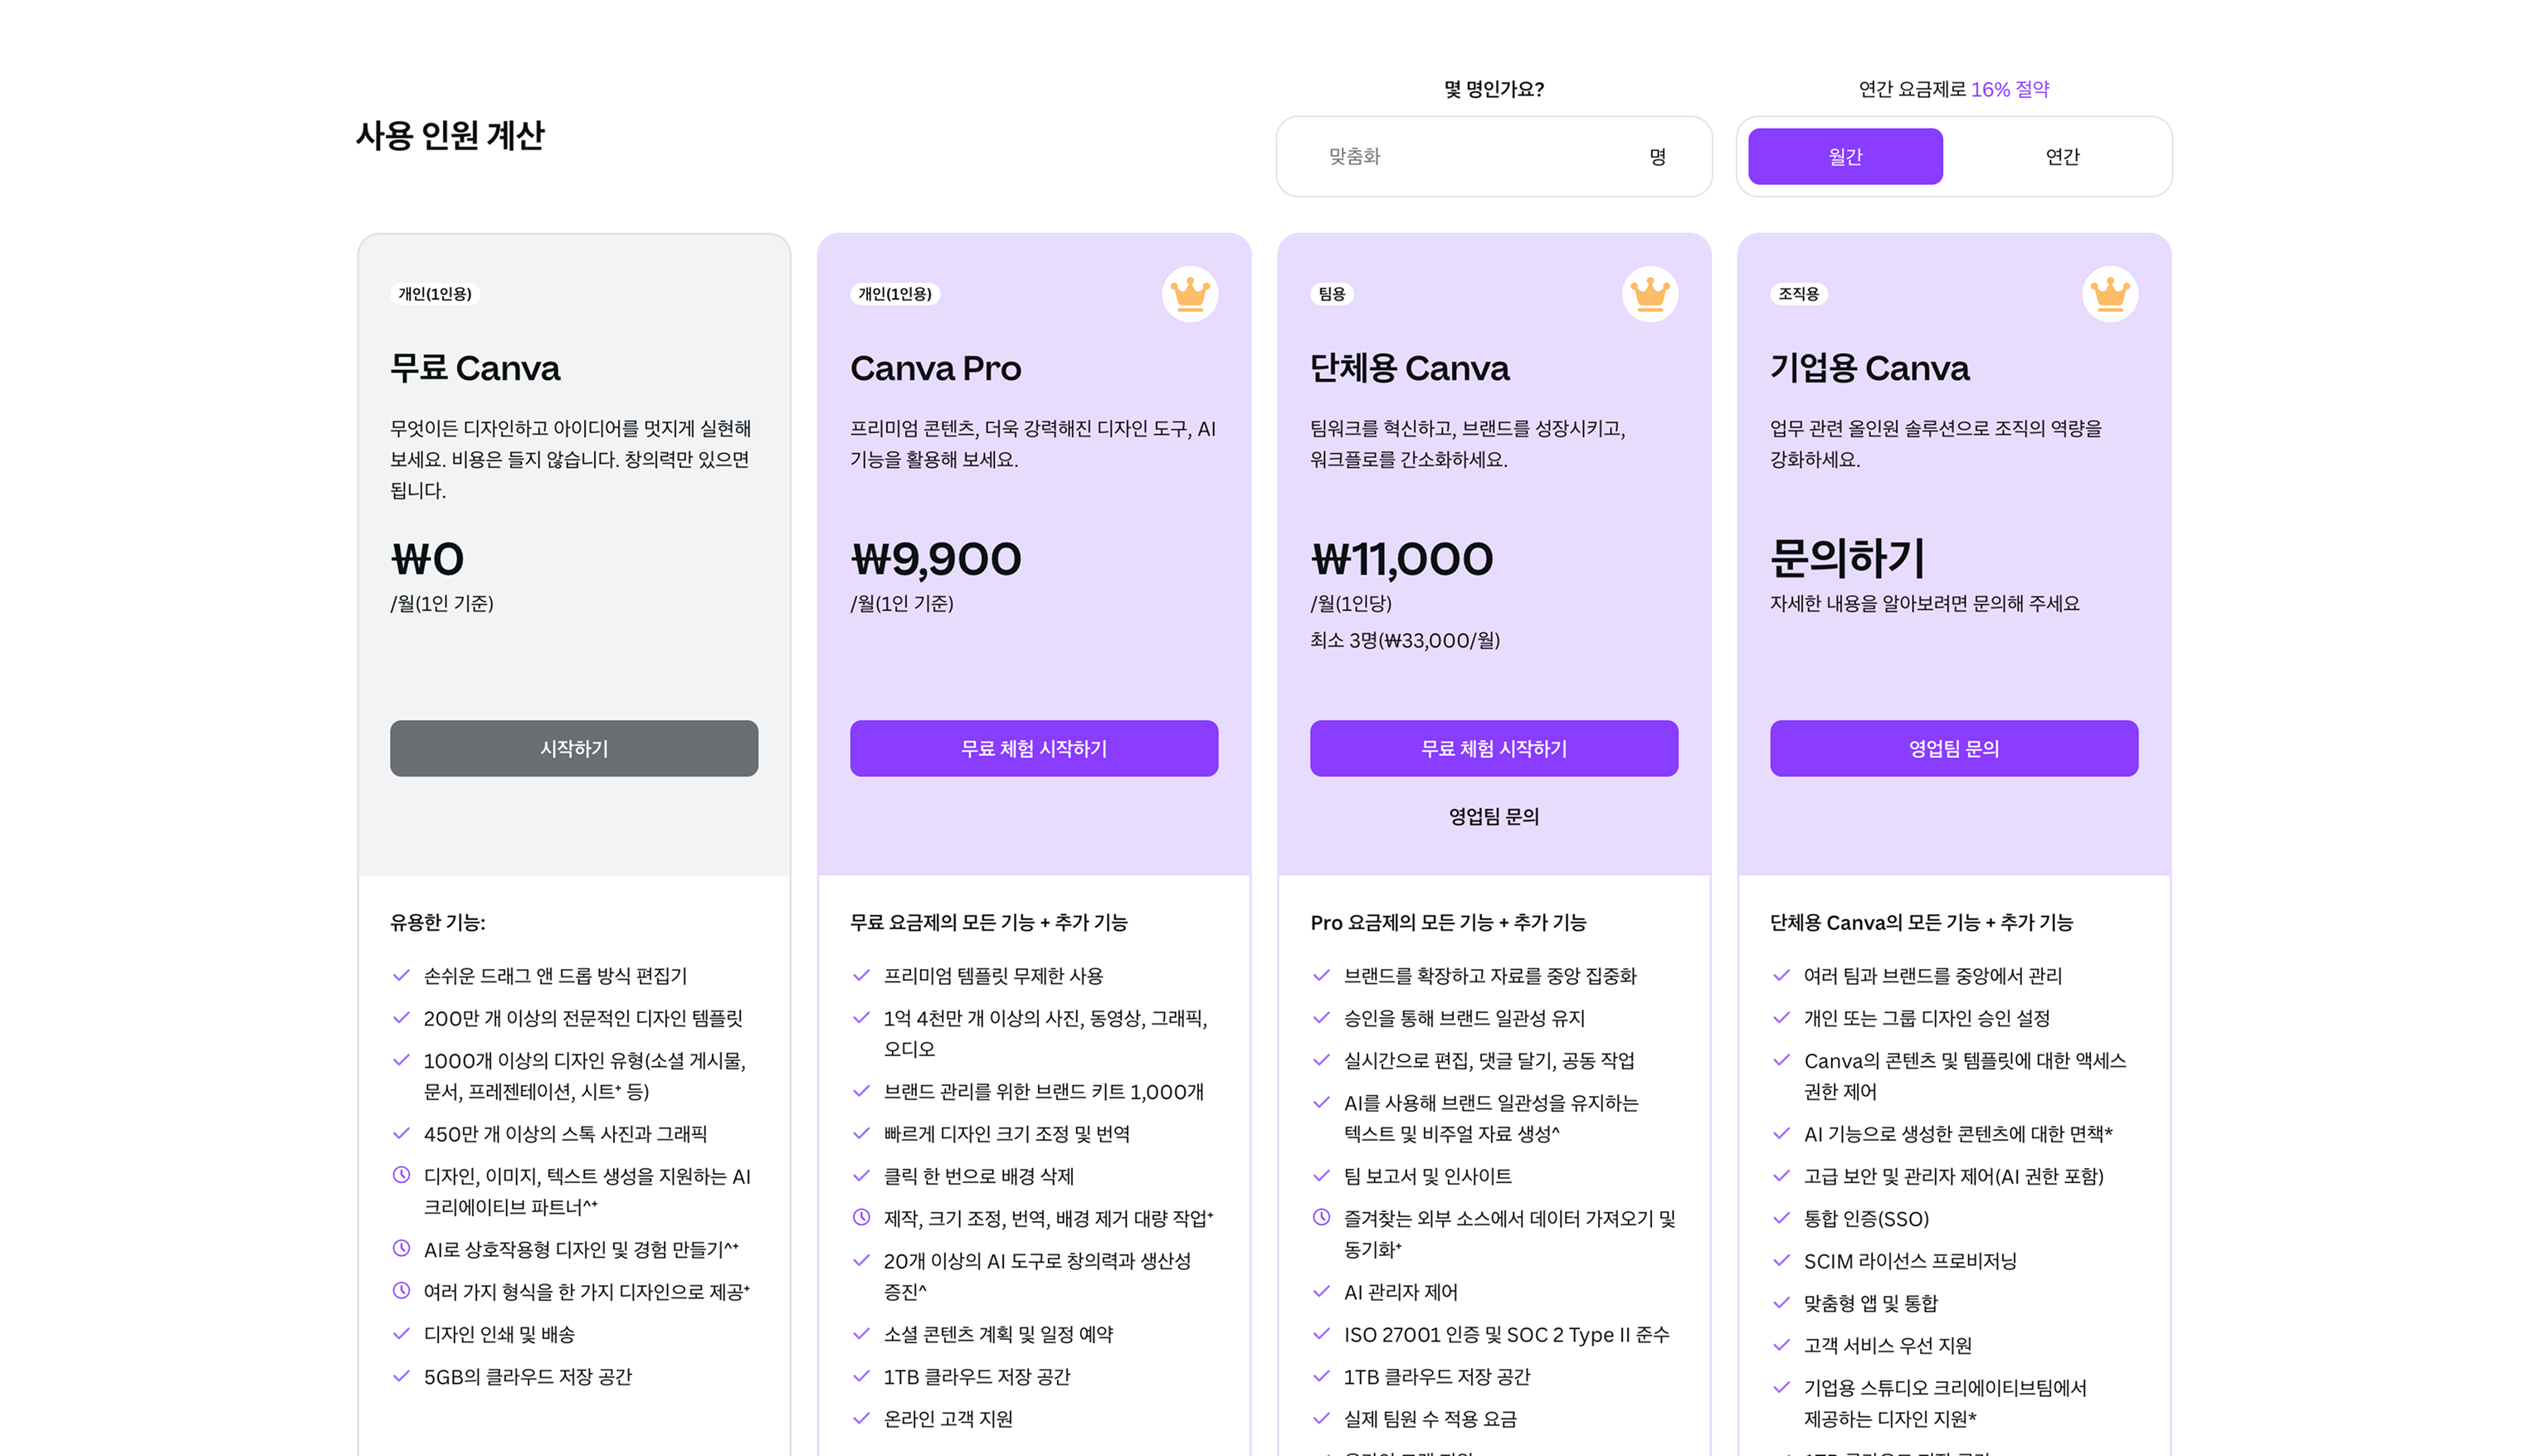 사용 인원 계산
몇 명인가요?
맞춤화 명
연간 요금제로 16% 절약
월간 연간
개인(1인용)
무료 Canva
무엇이든 디자인하고 아이디어를 멋지게 실현해
보세요. 비용은 들지 않습니다. 창의력만 있으면
됩니다.
₩0
/월(1인 기준)
시작하기
유용한 기능:
손쉬운 드래그 앤 드롭 방식 편집기
200만 개 이상의 전문적인 디자인 템플릿
1000개 이상의 디자인 유형(소셜 게시물,
문서, 프레젠테이션, 시트⁺ 등)
450만 개 이상의 스톡 사진과 그래픽
디자인, 이미지, 텍스트 생성을 지원하는 AI
크리에이티브 파트너^⁺
AI로 상호작용형 디자인 및 경험 만들기^⁺
여러 가지 형식을 한 가지 디자인으로 제공⁺
디자인 인쇄 및 배송
5GB의 클라우드 저장 공간
개인(1인용)
Canva Pro
프리미엄 콘텐츠, 더욱 강력해진 디자인 도구, AI
기능을 활용해 보세요.
₩9,900
/월(1인 기준)
무료 체험 시작하기
무료 요금제의 모든 기능 + 추가 기능
프리미엄 템플릿 무제한 사용
1억 4천만 개 이상의 사진, 동영상, 그래픽,
오디오
브랜드 관리를 위한 브랜드 키트 1,000개
빠르게 디자인 크기 조정 및 번역
클릭 한 번으로 배경 삭제
제작, 크기 조정, 번역, 배경 제거 대량 작업⁺
20개 이상의 AI 도구로 창의력과 생산성
증진^
소셜 콘텐츠 계획 및 일정 예약
1TB 클라우드 저장 공간
온라인 고객 지원
팀용
단체용 Canva
팀워크를 혁신하고, 브랜드를 성장시키고,
워크플로를 간소화하세요.
₩11,000
/월(1인당)
최소 3명(₩33,000/월)
무료 체험 시작하기
영업팀 문의
Pro 요금제의 모든 기능 + 추가 기능
브랜드를 확장하고 자료를 중앙 집중화
승인을 통해 브랜드 일관성 유지
실시간으로 편집, 댓글 달기, 공동 작업
AI를 사용해 브랜드 일관성을 유지하는
텍스트 및 비주얼 자료 생성^
팀 보고서 및 인사이트
즐겨찾는 외부 소스에서 데이터 가져오기 및
동기화⁺
AI 관리자 제어
ISO 27001 인증 및 SOC 2 Type II 준수
1TB 클라우드 저장 공간
실제 팀원 수 적용 요금
조직용
기업용 Canva
업무 관련 올인원 솔루션으로 조직의 역량을
강화하세요.
문의하기
자세한 내용을 알아보려면 문의해 주세요
영업팀 문의
단체용 Canva의 모든 기능 + 추가 기능
여러 팀과 브랜드를 중앙에서 관리
개인 또는 그룹 디자인 승인 설정
Canva의 콘텐츠 및 템플릿에 대한 액세스
권한 제어
AI 기능으로 생성한 콘텐츠에 대한 면책*
고급 보안 및 관리자 제어(AI 권한 포함)
통합 인증(SSO)
SCIM 라이선스 프로비저닝
맞춤형 앱 및 통합
고객 서비스 우선 지원
기업용 스튜디오 크리에이티브팀에서
제공하는 디자인 지원*